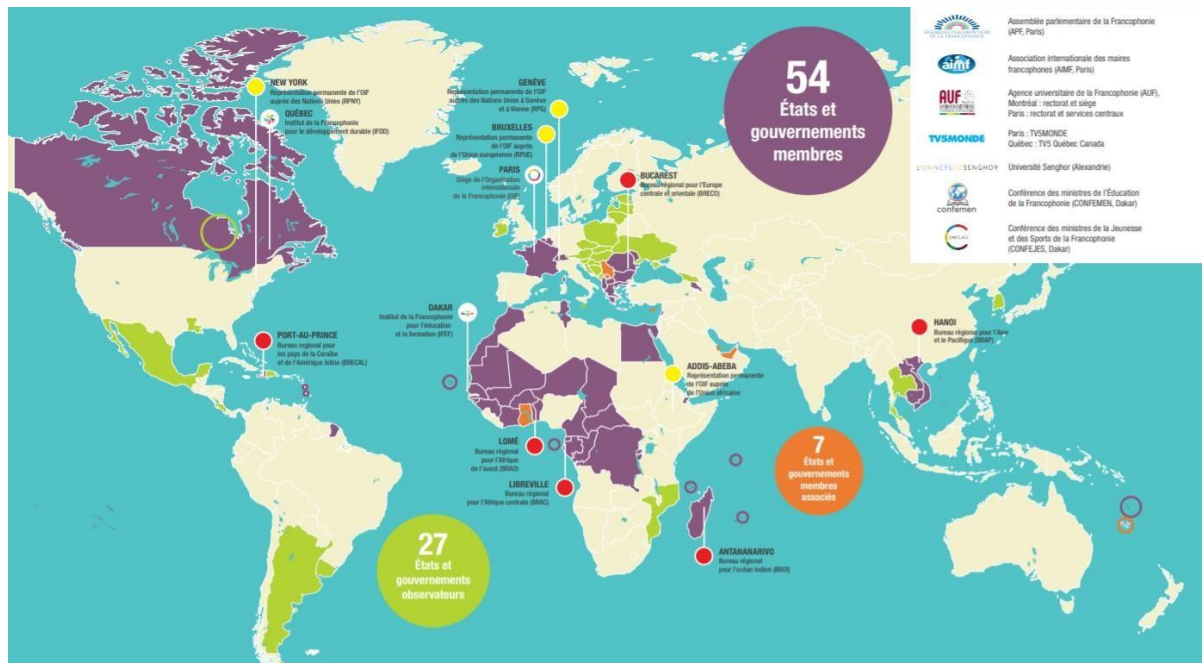 NEW YORK
Représentation permanente de l'OIF
auprès des Nations Unies (RPNY)
QUÉBEC
Institut de la Francophonie
pour le développement durable (IFDD)
GENÈVE
Représentation permanente de l'OIF
auprès des Nations Unies à Genève
et à Vienne (RPG)
BRUXELLES
Représentation permanente
de l'OIF auprès
de l'Union européenne (RPUE)
PARIS
Siège de l'Organisation
internationale
de la Francophonie (OIF)
BUCAREST
Bureau régional pour l'Europe
centrale et orientale (BRECO)
54
États et
gouvernements
membres
ASSEMBLÉE PARLEMENTAIRE
DE LA FRANCOPHONIE
Assemblée parlementaire de la Francophonie
(APF, Paris)
aimf
Association internationale des maires
francophones (AIMF, Paris)
AUF
Agence universitaire de la Francophonie (AUF),
Montréal : rectorat et siège
Paris : rectorat et services centraux
TV5MONDE
Paris : TV5MONDE
Québec : TV5 Québec Canada
L'UNIVERSITÉSENGHOR
Université Senghor (Alexandrie)
confemen
Conférence des ministres de l'Éducation
de la Francophonie (CONFEMEN, Dakar)
Conférence des ministres de la Jeunesse
et des Sports de la Francophonie
(CONFEJES, Dakar)
PORT-AU-PRINCE
Bureau regional pour
les pays de la Caraïbe
et de l'Amérique latine (BRECAL)
DAKAR
Institut de la Francophonie
pour l'éducation
et la formation (IFEF)
ADDIS-ABEBA
Représentation permanente
de l'OIF auprès
de l'Union africaine
HANOI
Bureau régional pour l'Asie
et le Pacifique (BRAP)
LOMÉ
Bureau régional
pour l'Afrique
de l'ouest (BRAO)
LIBREVILLE
Bureau régional
pour l'Afrique centrale (BRAC)
7
États et
gouvernements
membres
associés
27
États et
gouvernements
observateurs
ANTANANARIVO
Bureau régional
pour l'océan Indien (BROI)